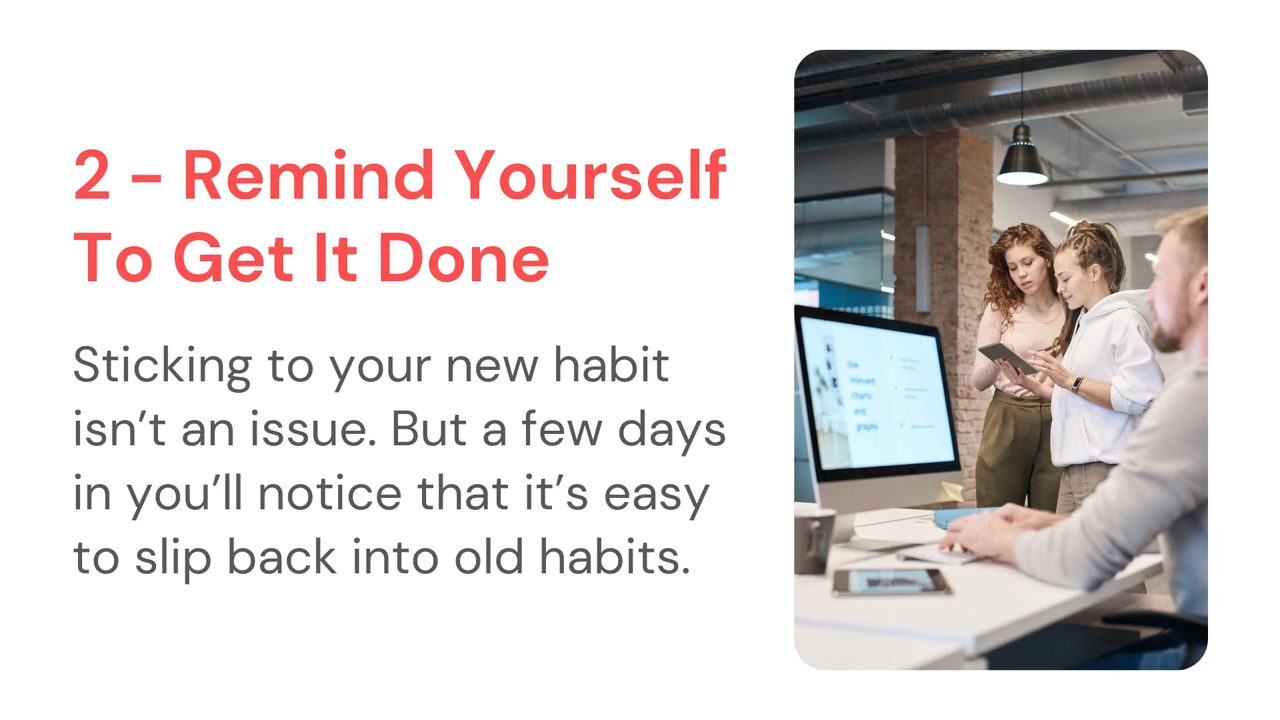 2 - Remind Yourself
To Get It Done
Sticking to your new habit
isn’t an issue. But a few days
in you’ll notice that it’s easy
to slip back into old habits.
Use
relevant
charts
and
graphs